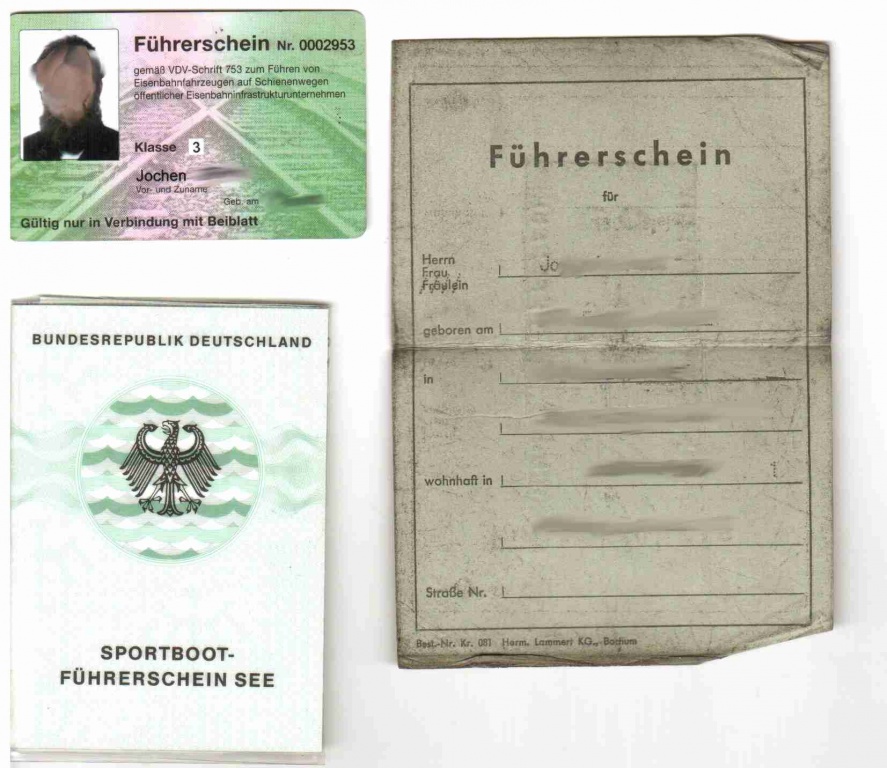 Führerschein Nr. 0002953
gemäß VDV-Schrift 753 zum Führen von
Eisenbahnfahrzeugen auf Schienenwegen
öffentlicher Eisenbahninfrastrukturunternehmen
Klasse 3
Jochen
Vor- und Zuname
Geb. am
Gültig nur in Verbindung mit Beiblatt
BUNDESREPUBLIK DEUTSCHLAND
SPORTBOOT-
FÜHRERSCHEIN SEE
Führerschein
für
Herrn
Frau
Fräulein
Jo
geboren am
in
wohnhaft in
Straße Nr.
Best.-Nr. Kr. 081 Herm. Lammert KG., Bochum